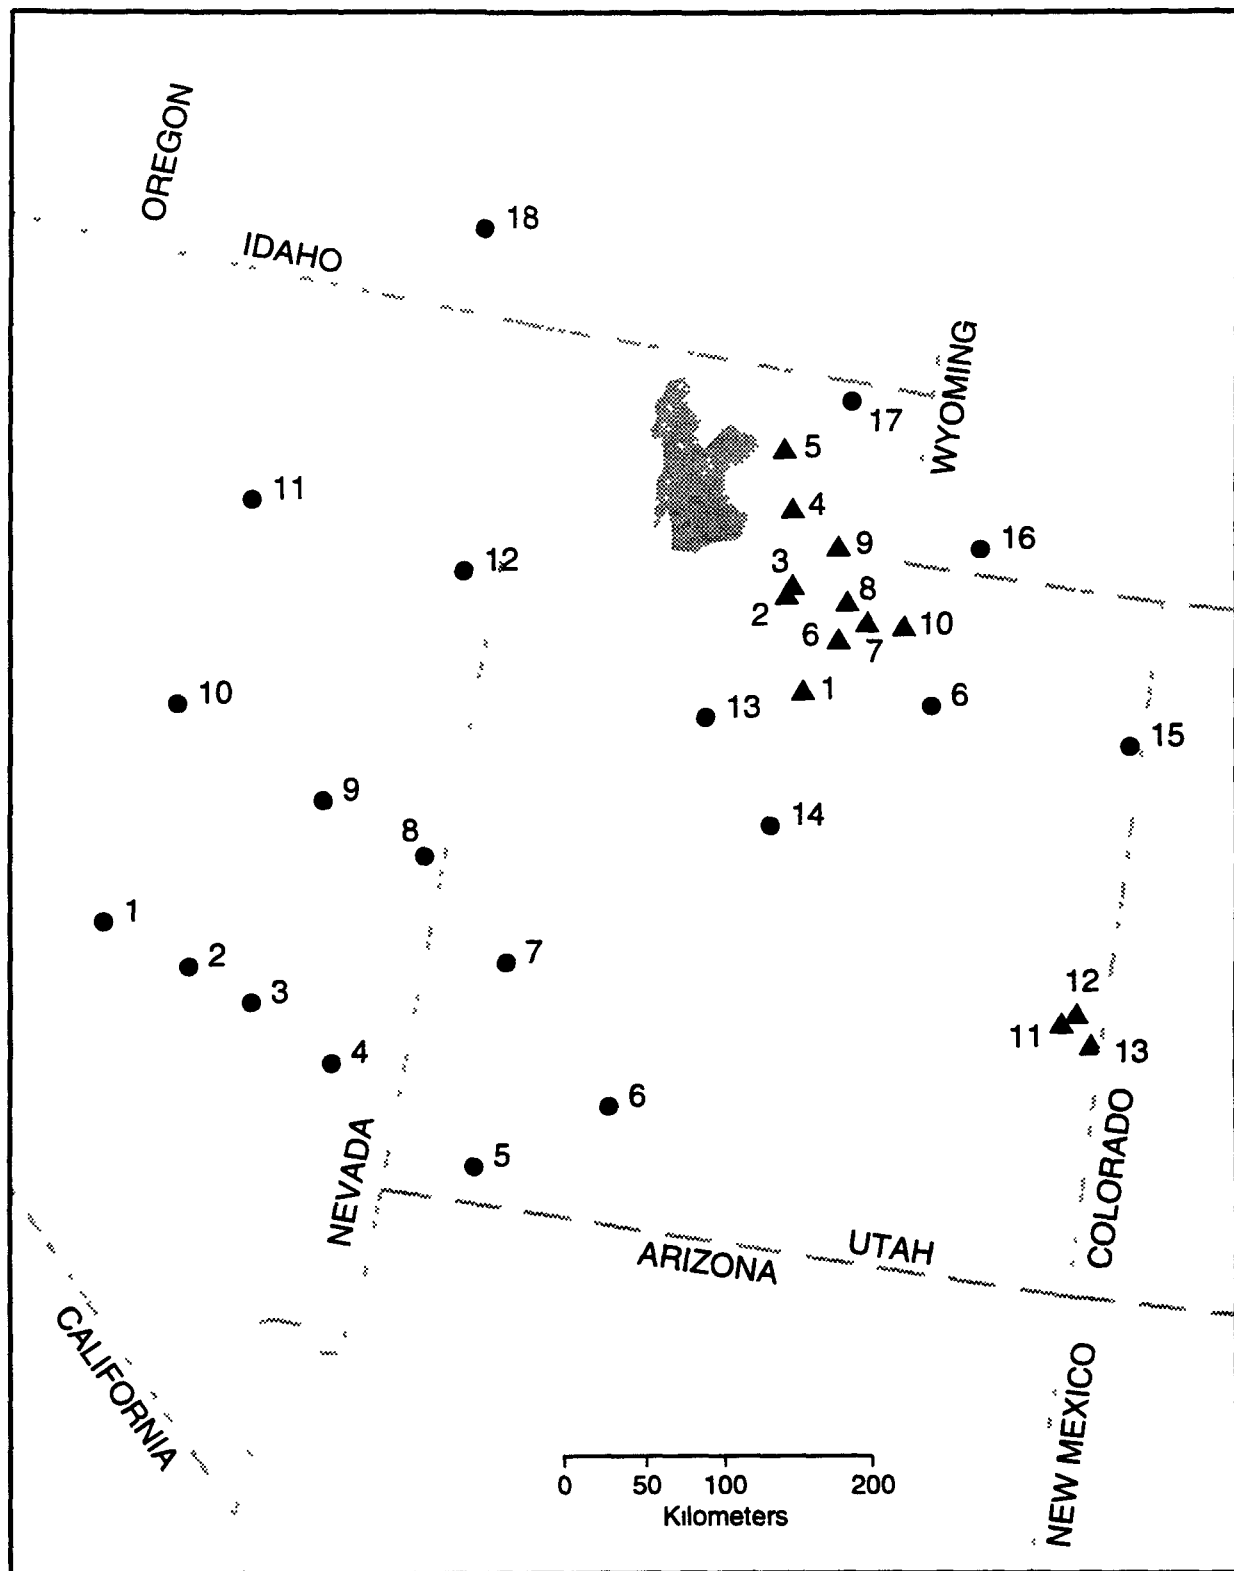 OREGON
18
IDAHO
WYOMING
17
5
11
4
9
16
12
3
8
2
10
6
7
10
1
6
13
15
9
14
8
1
2
7
3
12
11
13
4
6
COLORADO
NEVADA
5
UTAH
ARIZONA
CALIFORNIA
NEW MEXICO
0 50 100 200
Kilometers